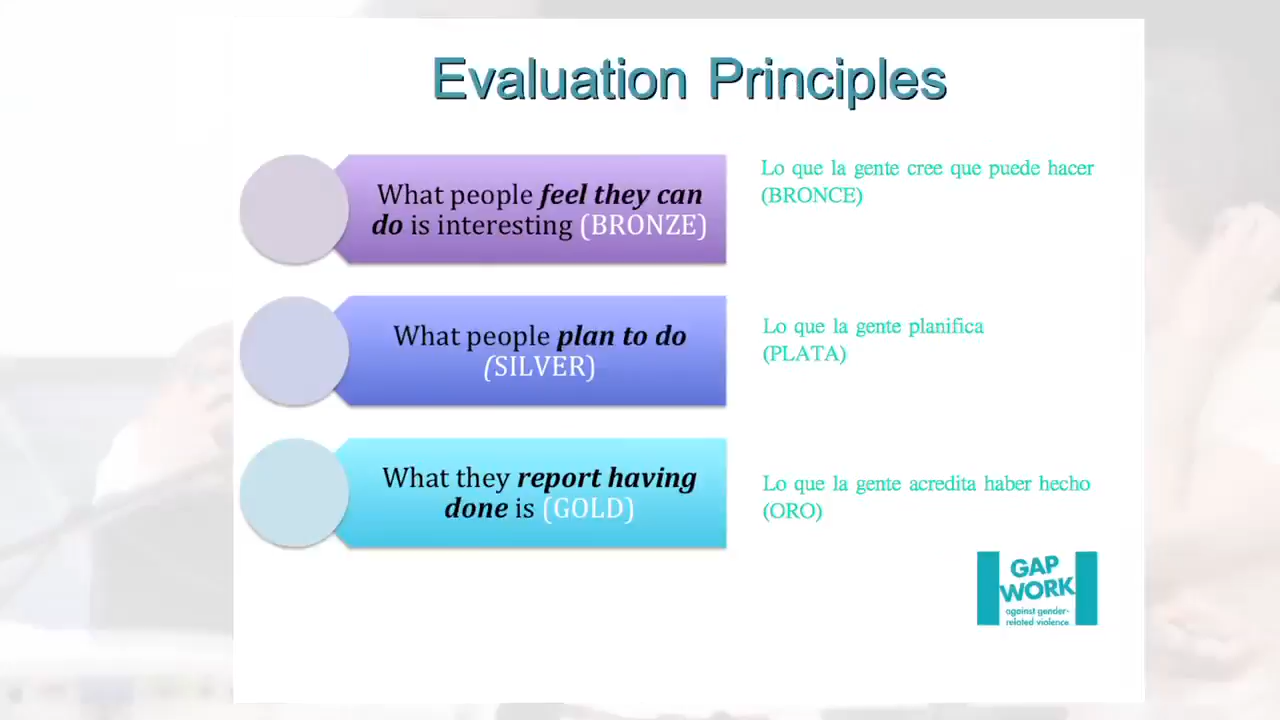 Evaluation Principles
What people feel they can
do is interesting (BRONZE)
Lo que la gente cree que puede hacer
(BRONCE)
What people plan to do
(SILVER)
Lo que la gente planifica
(PLATA)
What they report having
done is (GOLD)
Lo que la gente acredita haber hecho
(ORO)
GAP
WORK
against gender-
related violence